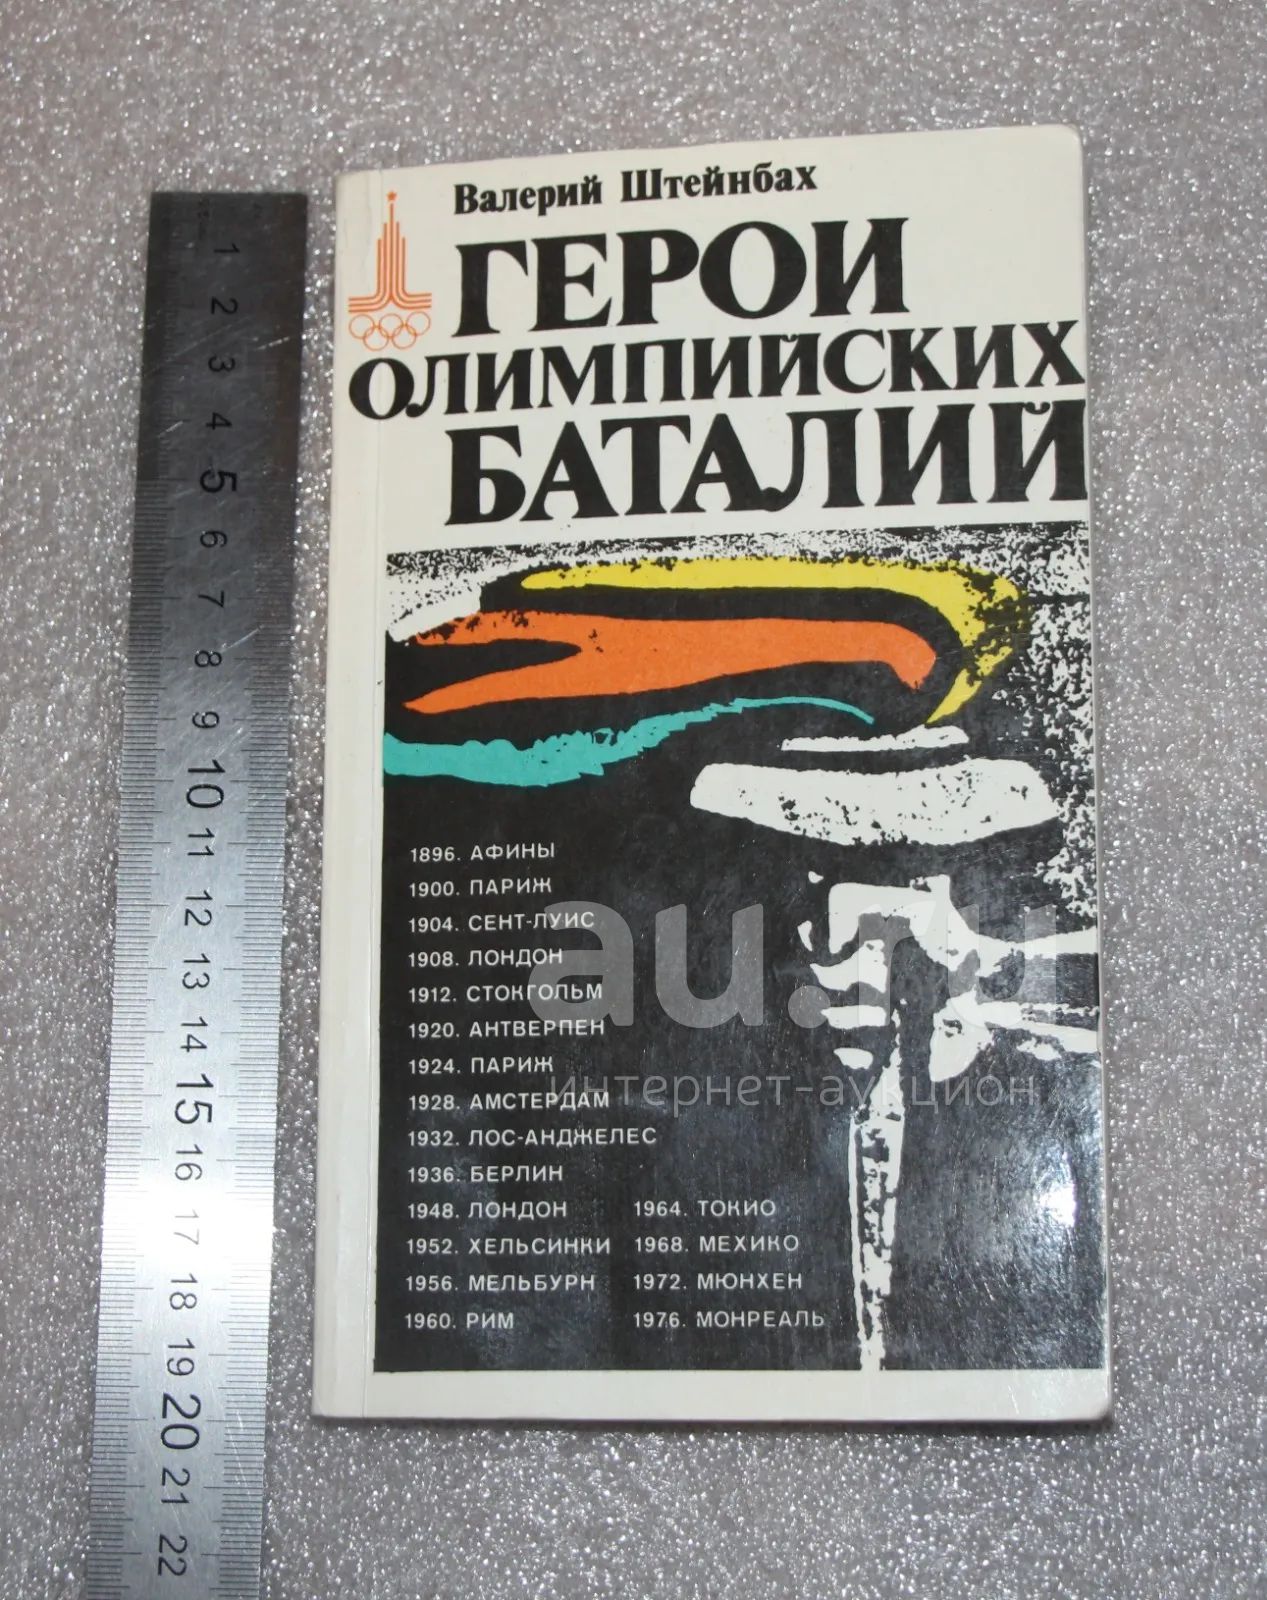 Валерий Штейнбах
ГЕРОИ
ОЛИМПИЙСКИХ
БАТАЛИЙ
1896. АФИНЫ
1900. ПАРИЖ
1904. СЕНТ-ЛУИС
1908. ЛОНДОН
1912. СТОКГОЛЬМ
1920. АНТВЕРПЕН
1924. ПАРИЖ
1928. АМСТЕРДАМ
1932. ЛОС-АНДЖЕЛЕС
1936. БЕРЛИН
1948. ЛОНДОН
1952. ХЕЛЬСИНКИ
1956. МЕЛЬБУРН
1960. РИМ
1964. ТОКИО
1968. МЕХИКО
1972. МЮНХЕН
1976. МОНРЕАЛЬ
au.ru
интернет-аукцион
1
2
3
4
5
6
7
8
9
10
11
12
13
14
15
16
17
18
19
20
21
22